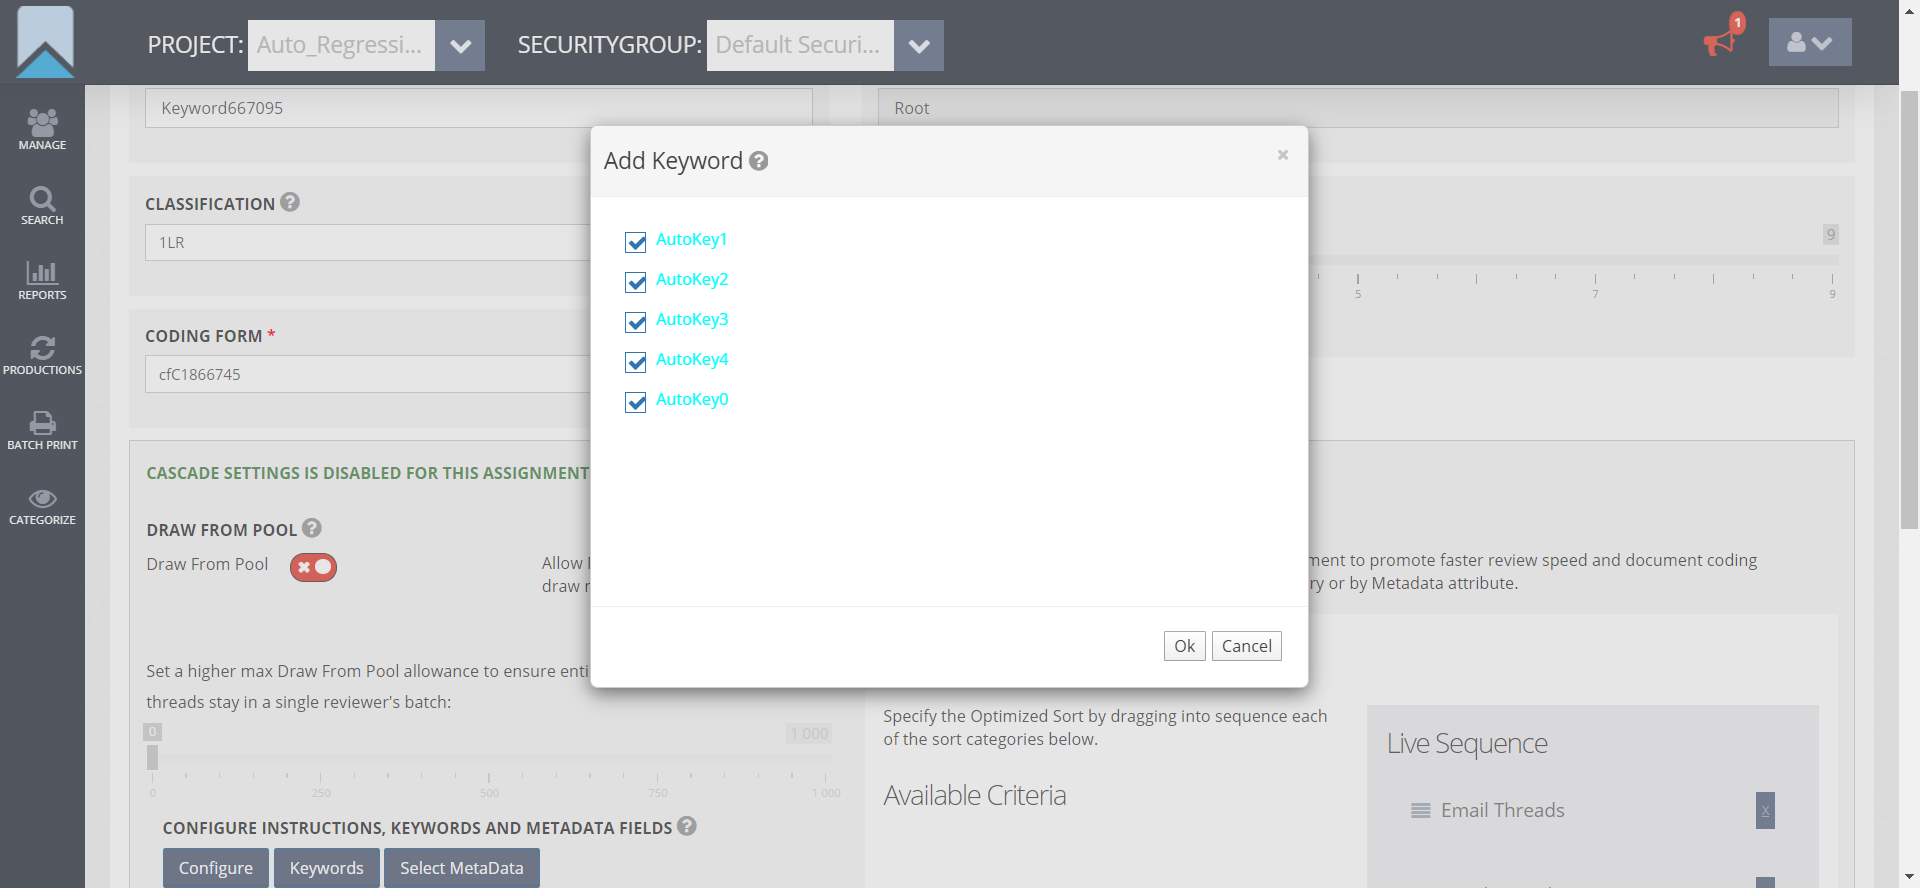 PROJECT: Auto_Regressi... SECURITYGROUP: Default Securi... 1
MANAGE
SEARCH
REPORTS
PRODUCTIONS
BATCH PRINT
CATEGORIZE
Keyword667095
Root
CLASSIFICATION ?
1LR
9
5 7 9
CODING FORM *
cfC1866745
Add Keyword ? ×
AutoKey1
AutoKey2
AutoKey3
AutoKey4
AutoKey0
Ok Cancel
CASCADE SETTINGS IS DISABLED FOR THIS ASSIGNMENT
DRAW FROM POOL ?
Draw From Pool
Allow
draw
ment to promote faster review speed and document coding
ry or by Metadata attribute.
Set a higher max Draw From Pool allowance to ensure enti
threads stay in a single reviewer's batch:
0 1 000
0 250 500 750 1 000
CONFIGURE INSTRUCTIONS, KEYWORDS AND METADATA FIELDS ?
Configure Keywords Select MetaData
Specify the Optimized Sort by dragging into sequence each
of the sort categories below.
Available Criteria
Live Sequence
Email Threads x